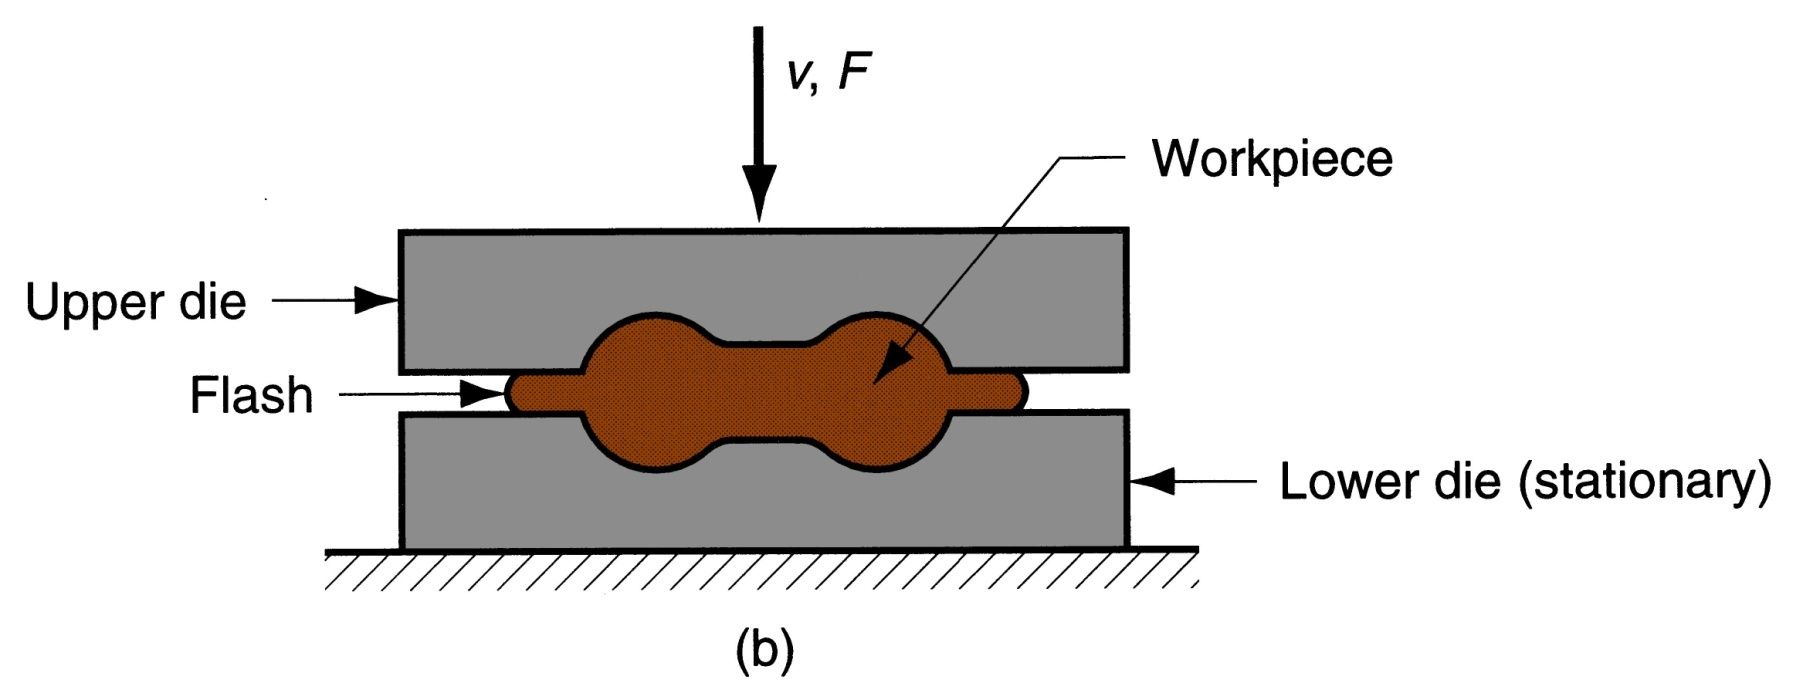 v, F
Workpiece
Upper die
Flash
Lower die (stationary)
(b)